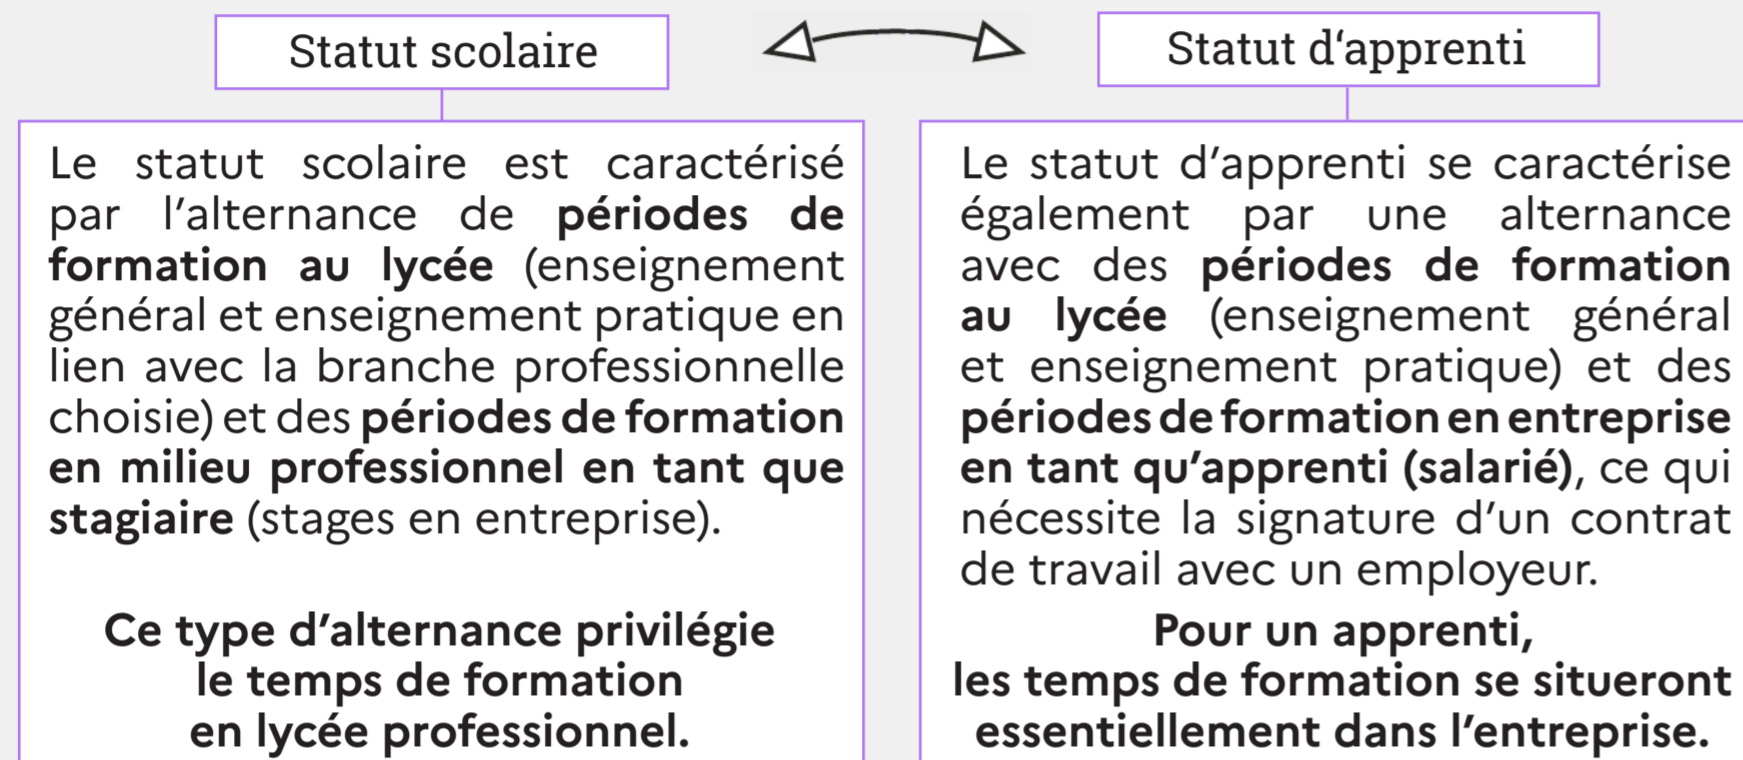 Statut scolaire
Statut d‘apprenti
Le statut scolaire est caractérisé
par l’alternance de périodes de
formation au lycée (enseignement
général et enseignement pratique en
lien avec la branche professionnelle
choisie) et des périodes de formation
en milieu professionnel en tant que
stagiaire (stages en entreprise).
Ce type d’alternance privilégie
le temps de formation
en lycée professionnel.
Le statut d’apprenti se caractérise
également par une alternance
avec des périodes de formation
au lycée (enseignement général
et enseignement pratique) et des
périodes de formation en entreprise
en tant qu’apprenti (salarié), ce qui
nécessite la signature d’un contrat
de travail avec un employeur.
Pour un apprenti,
les temps de formation se situeront
essentiellement dans l’entreprise.